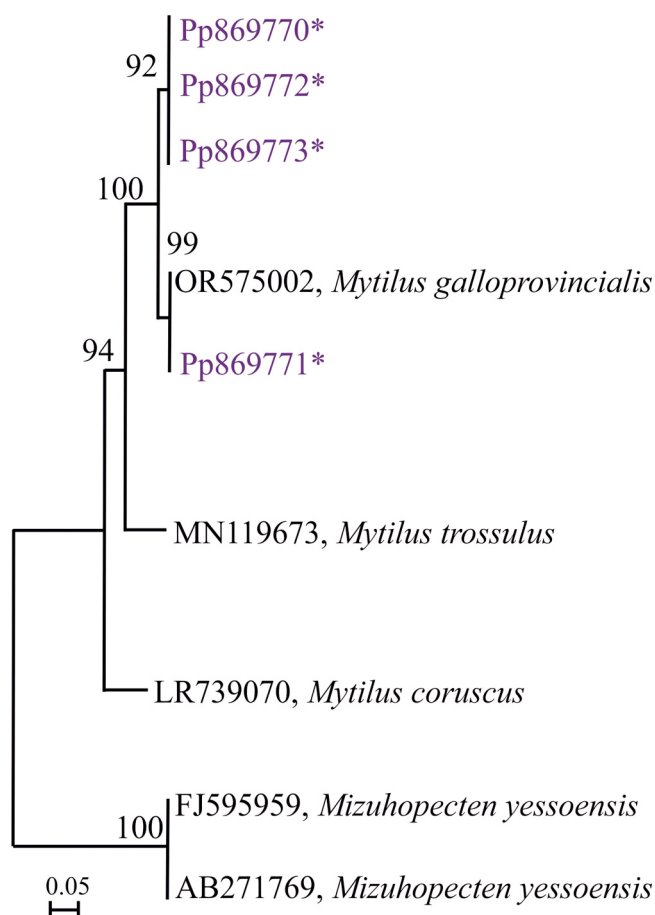 Pp869770*
92
Pp869772*
Pp869773*
100
99
OR575002, Mytilus galloprovincialis
94
Pp869771*
MN119673, Mytilus trossulus
LR739070, Mytilus coruscus
FJ595959, Mizuhopecten yessoensis
100
0.05
AB271769, Mizuhopecten yessoensis